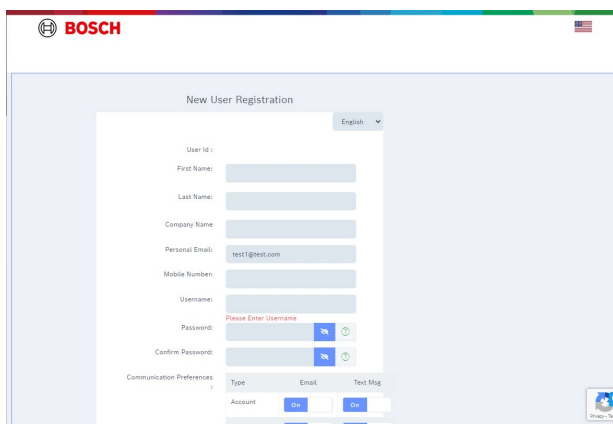 BOSCH
New User Registration
English
User Id :
First Name:
Last Name:
Company Name
Personal Email:
test1@test.com
Mobile Number:
Username:
Please Enter Username
Password:
Confirm Password:
Communication Preferences
:
Type Email Text Msg
Account On On